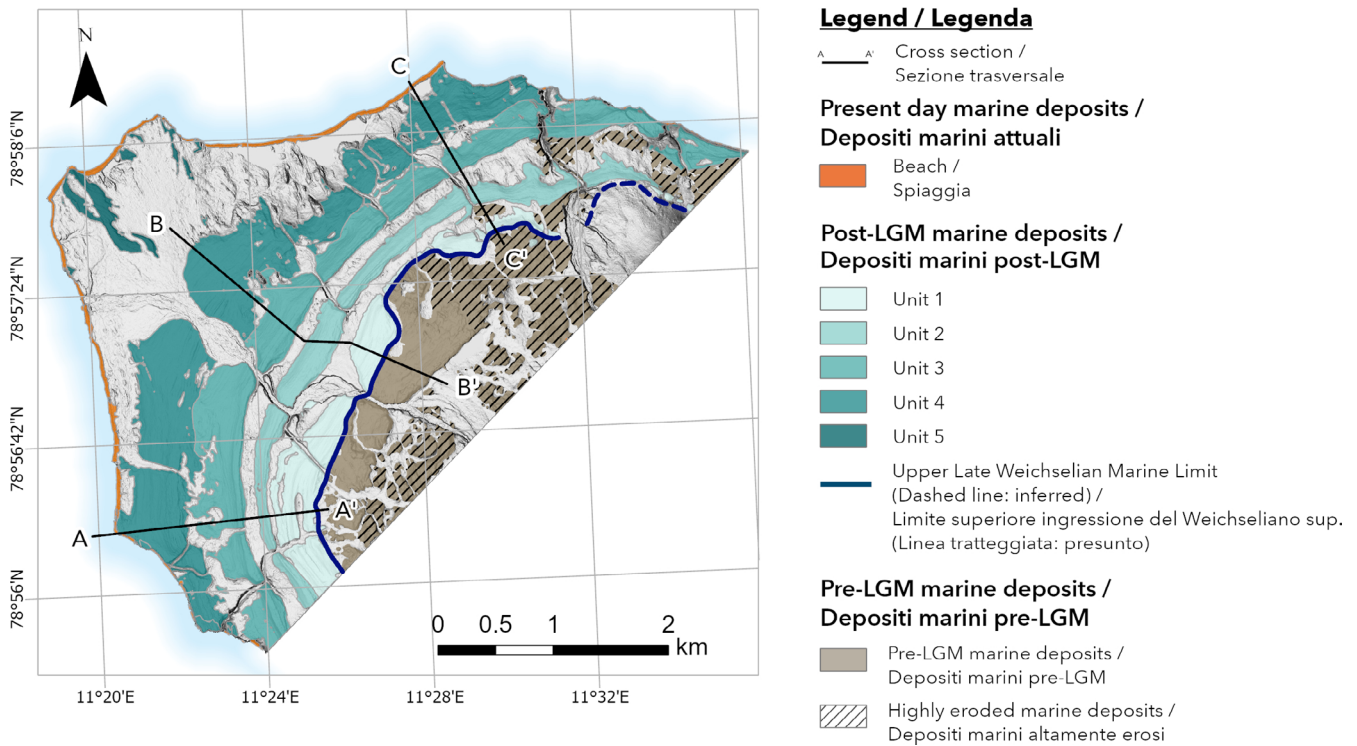 N
C
B
C'
B'
A'
A
78°58'6"N
78°57'24"N
78°56'42"N
78°56'N
0 0.5 1 2
km
11°20'E 11°24'E 11°28'E 11°32'E
Legend / Legenda
A A'
Cross section /
Sezione trasversale
Present day marine deposits /
Depositi marini attuali
Beach /
Spiaggia
Post-LGM marine deposits /
Depositi marini post-LGM
Unit 1
Unit 2
Unit 3
Unit 4
Unit 5
Upper Late Weichselian Marine Limit
(Dashed line: inferred) /
Limite superiore ingressione del Weichseliano sup.
(Linea tratteggiata: presunto)
Pre-LGM marine deposits /
Depositi marini pre-LGM
Pre-LGM marine deposits /
Depositi marini pre-LGM
Highly eroded marine deposits /
Depositi marini altamente erosi